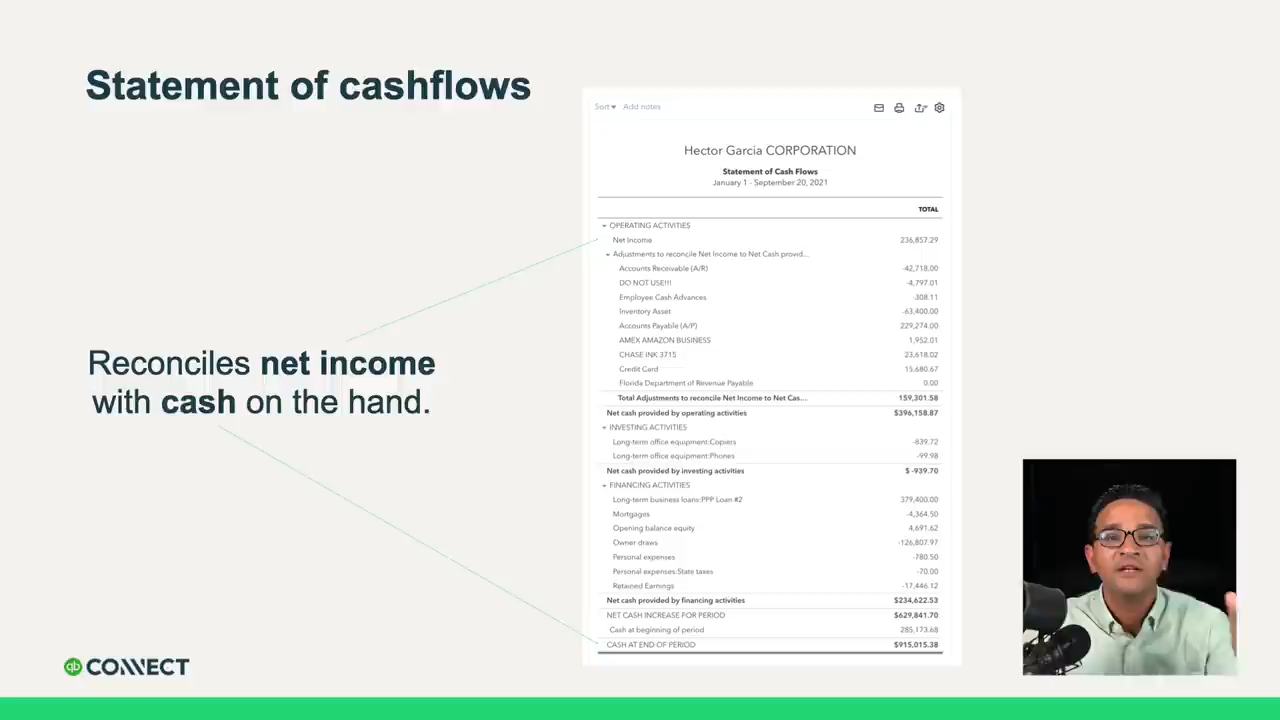 Statement of cashflows
Reconciles net income
with cash on the hand.
Sort Add notes
Hector Garcia CORPORATION
Statement of Cash Flows
January 1 - September 20, 2021
TOTAL
OPERATING ACTIVITIES
Net Income 236,857.29
Adjustments to reconcile Net Income to Net Cash provid...
Accounts Receivable (A/R) -42,718.00
DO NOT USE!!! -4,797.01
Employee Cash Advances -308.11
Inventory Asset -63,400.00
Accounts Payable (A/P) 229,274.00
AMEX AMAZON BUSINESS 1,952.01
CHASE INK 3715 23,618.02
Credit Card 15,680.67
Florida Department of Revenue Payable 0.00
Total Adjustments to reconcile Net Income to Net Cas... 159,301.58
Net cash provided by operating activities $396,158.87
INVESTING ACTIVITIES
Long-term office equipment:Copiers -839.72
Long-term office equipment:Phones -99.98
Net cash provided by investing activities $ -939.70
FINANCING ACTIVITIES
Long-term business loans:PPP Loan #2 379,400.00
Mortgages -4,364.50
Opening balance equity 4,691.62
Owner draws -126,807.97
Personal expenses -780.50
Personal expenses:State taxes -70.00
Retained Earnings -17,446.12
Net cash provided by financing activities $234,622.53
NET CASH INCREASE FOR PERIOD $629,841.70
Cash at beginning of period 285,173.68
CASH AT END OF PERIOD $915,015.38
qb CONNECT